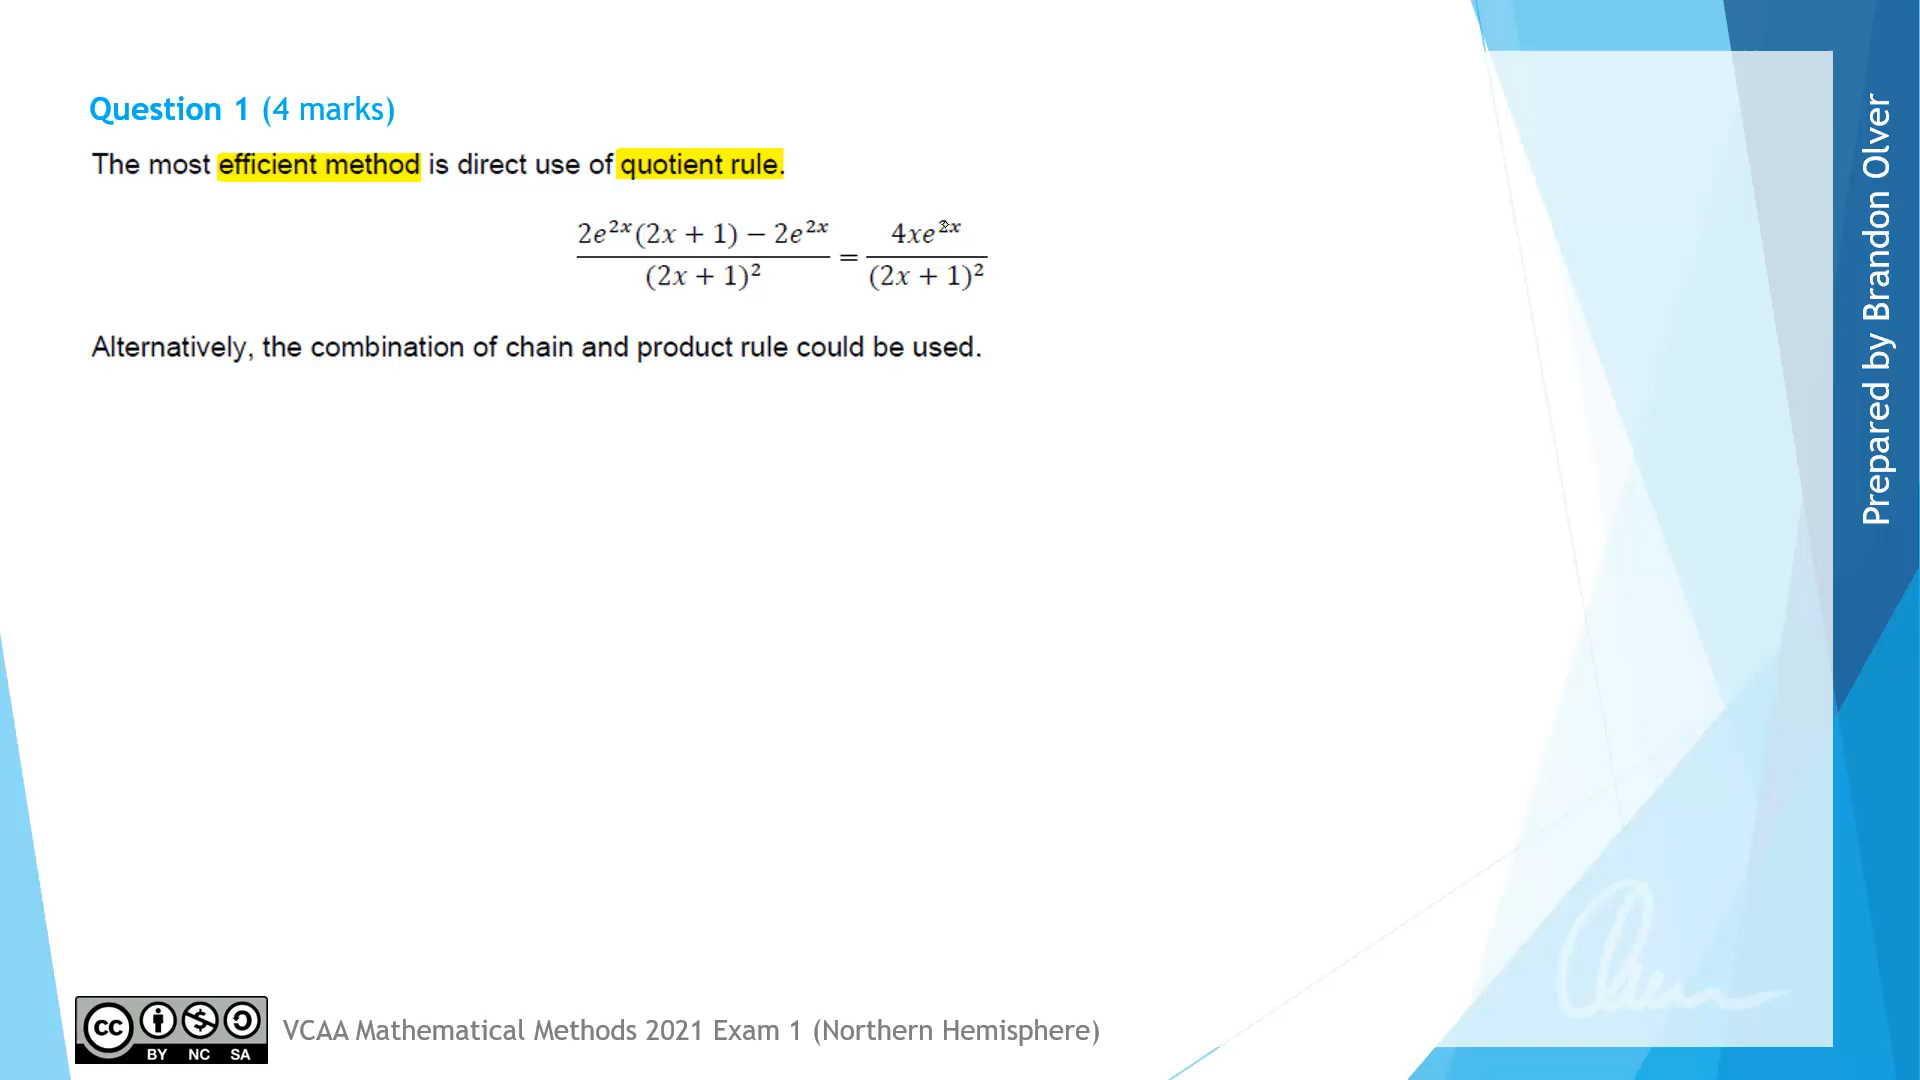 Question 1 (4 marks)
The most efficient method is direct use of quotient rule.
2e^{2x}(2x + 1) − 2e^{2x} / (2x + 1)² = 4xe^{2x} / (2x + 1)²
Alternatively, the combination of chain and product rule could be used.
Prepared by Brandon Olver
cc BY NC SA
VCAA Mathematical Methods 2021 Exam 1 (Northern Hemisphere)